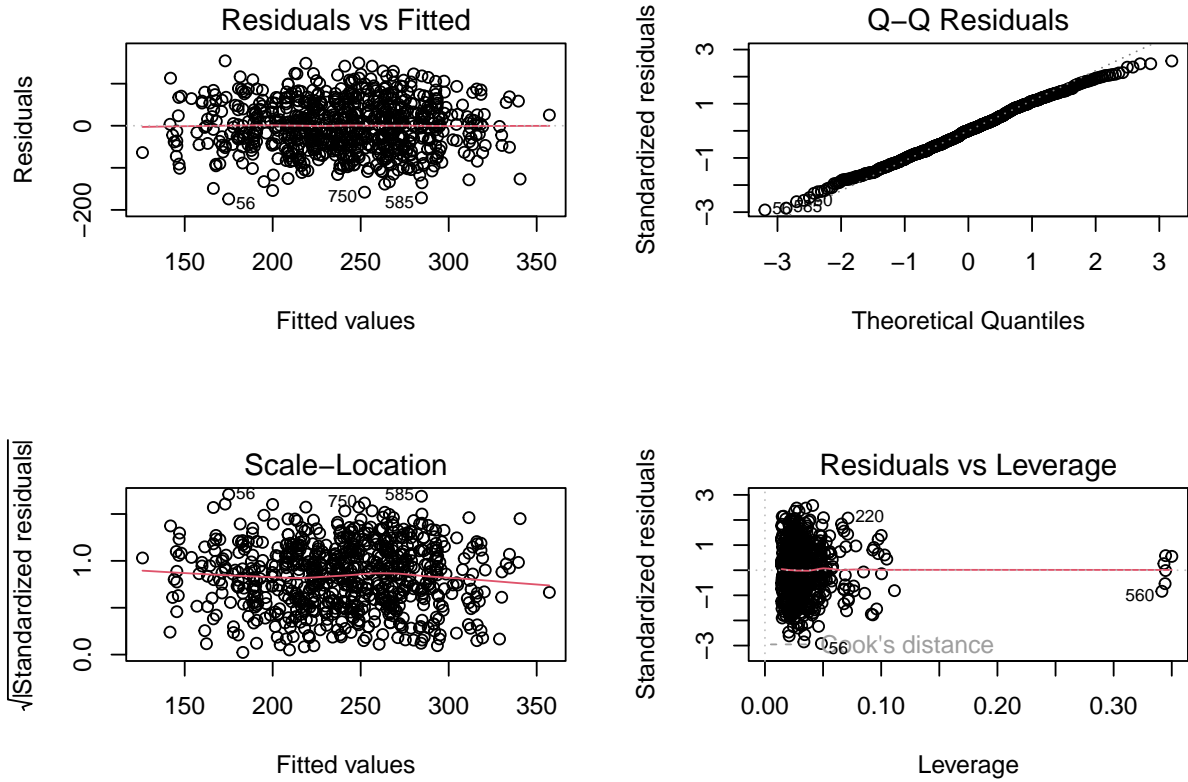 Residuals vs Fitted
Residuals
0
−200
56
750
585
150 200 250 300 350
Fitted values
Q−Q Residuals
Standardized residuals
3
1
−1
−3
56
−3 −2 −1 0 1 2 3
Theoretical Quantiles
Scale−Location
√|Standardized residuals|
1.0
0.0
56
750
585
150 200 250 300 350
Fitted values
Residuals vs Leverage
Standardized residuals
3
1
−1
−3
220
560
56
Cook's distance
0.00 0.10 0.20 0.30
Leverage